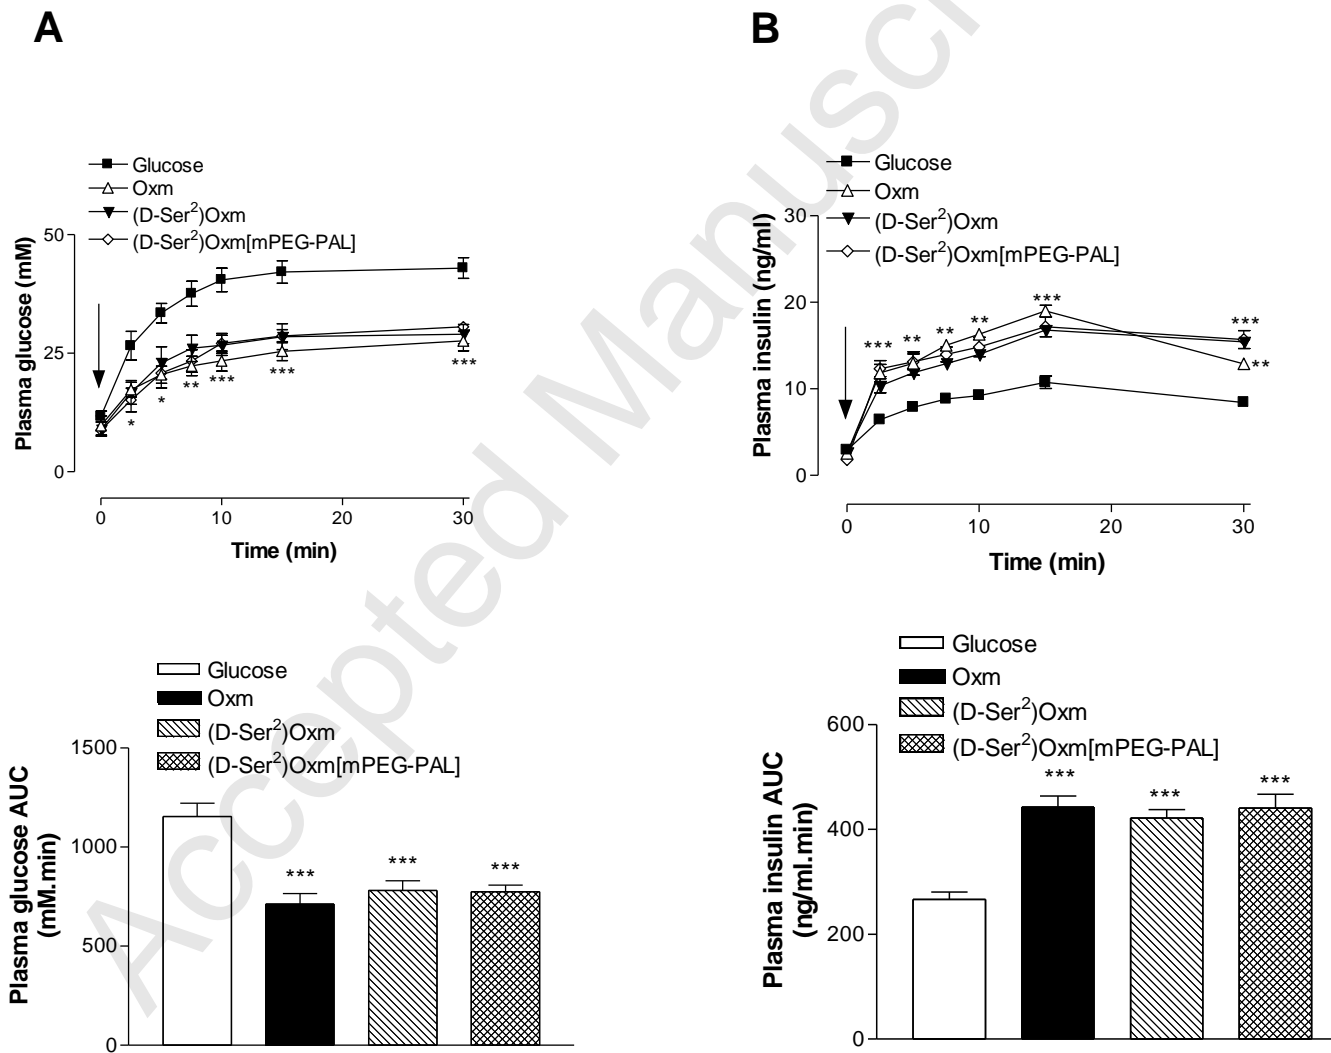 A
B
Glucose
Oxm
(D-Ser²)Oxm
(D-Ser²)Oxm[mPEG-PAL]
Plasma glucose (mM)
50
25
0
*
*
**
***
***
***
0
10
20
30
Time (min)
Glucose
Oxm
(D-Ser²)Oxm
(D-Ser²)Oxm[mPEG-PAL]
Plasma insulin (ng/ml)
30
20
10
0
***
**
**
**
***
***
**
0
10
20
30
Time (min)
Glucose
Oxm
(D-Ser²)Oxm
(D-Ser²)Oxm[mPEG-PAL]
Plasma glucose AUC
(mM.min)
1500
1000
500
0
***
***
***
Glucose
Oxm
(D-Ser²)Oxm
(D-Ser²)Oxm[mPEG-PAL]
Plasma insulin AUC
(ng/ml.min)
600
400
200
0
***
***
***
Accepted Manusc